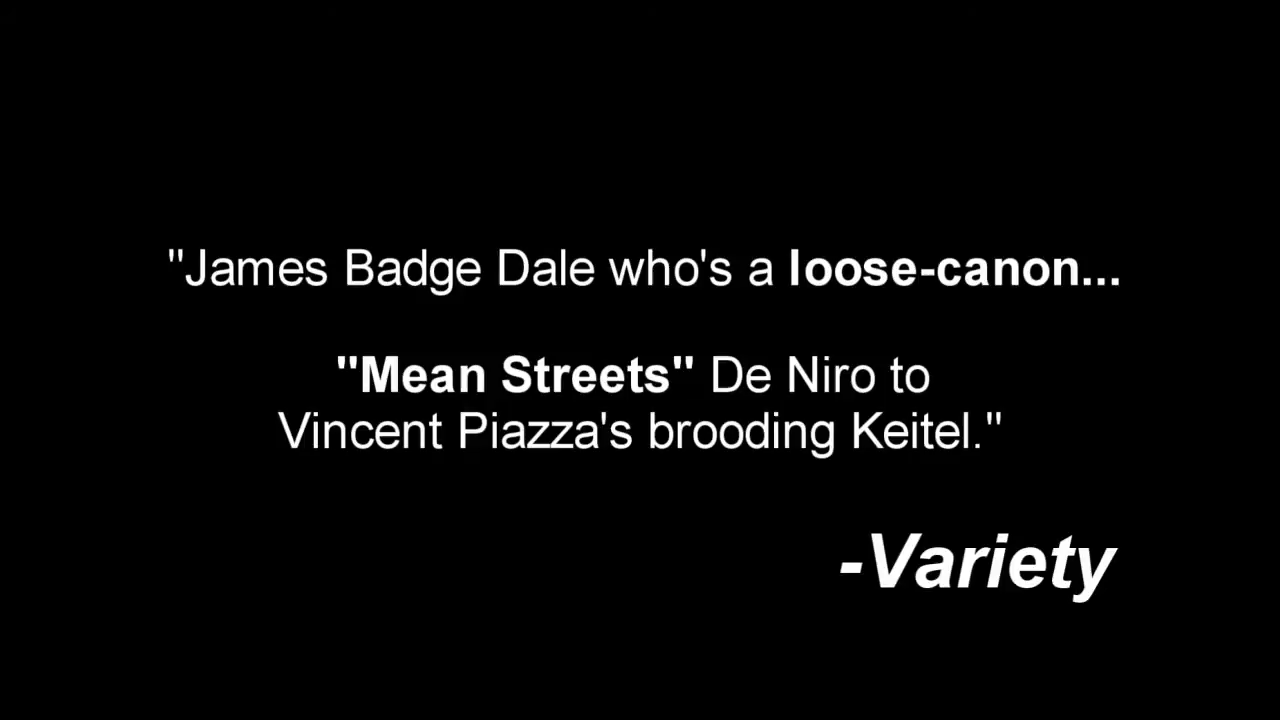 "James Badge Dale who's a loose-canon...
"Mean Streets" De Niro to
Vincent Piazza's brooding Keitel."
-Variety